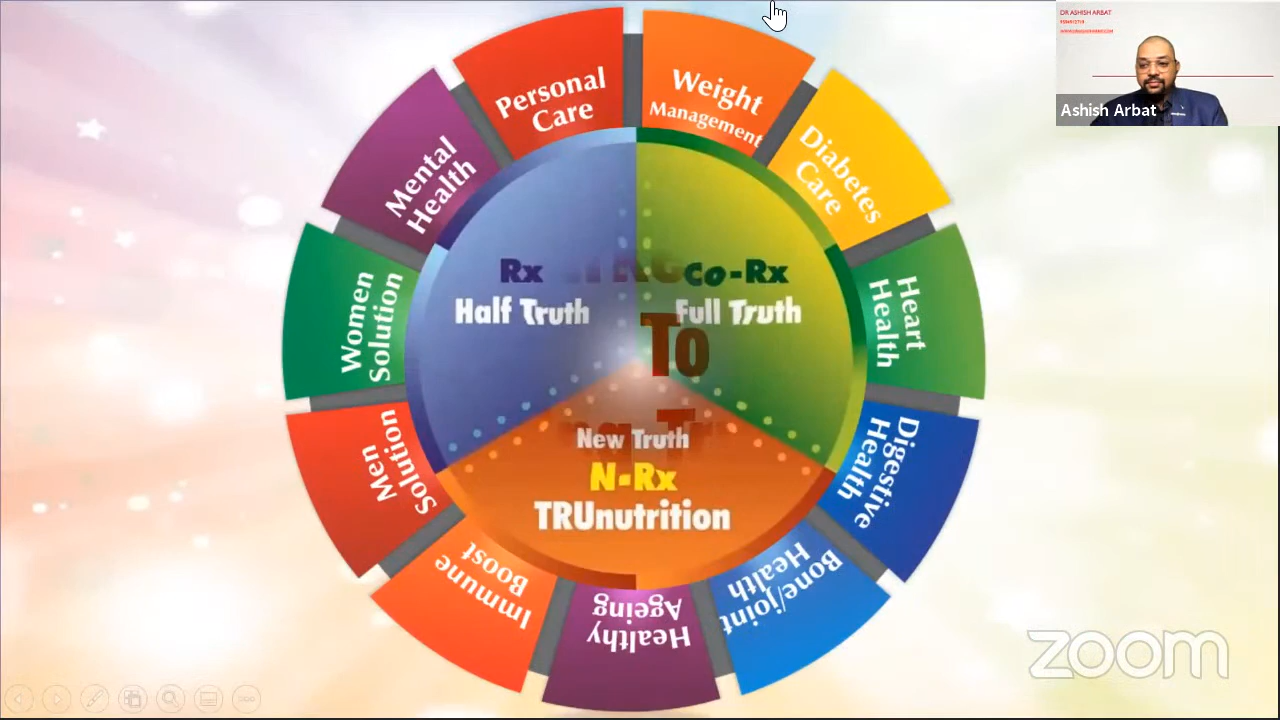 DR ASHISH ARBAT
Ashish Arbat
Personal
Care
Weight
Management
Diabetes
Care
Heart
Health
Digestive
Health
Bone/joint
Health
Healthy
Ageing
Immune
Boost
Men
Solution
Women
Solution
Mental
Health
Rx
Half Truth
co-Rx
Full Truth
To
New Truth
N-Rx
TRUnutrition
zoom